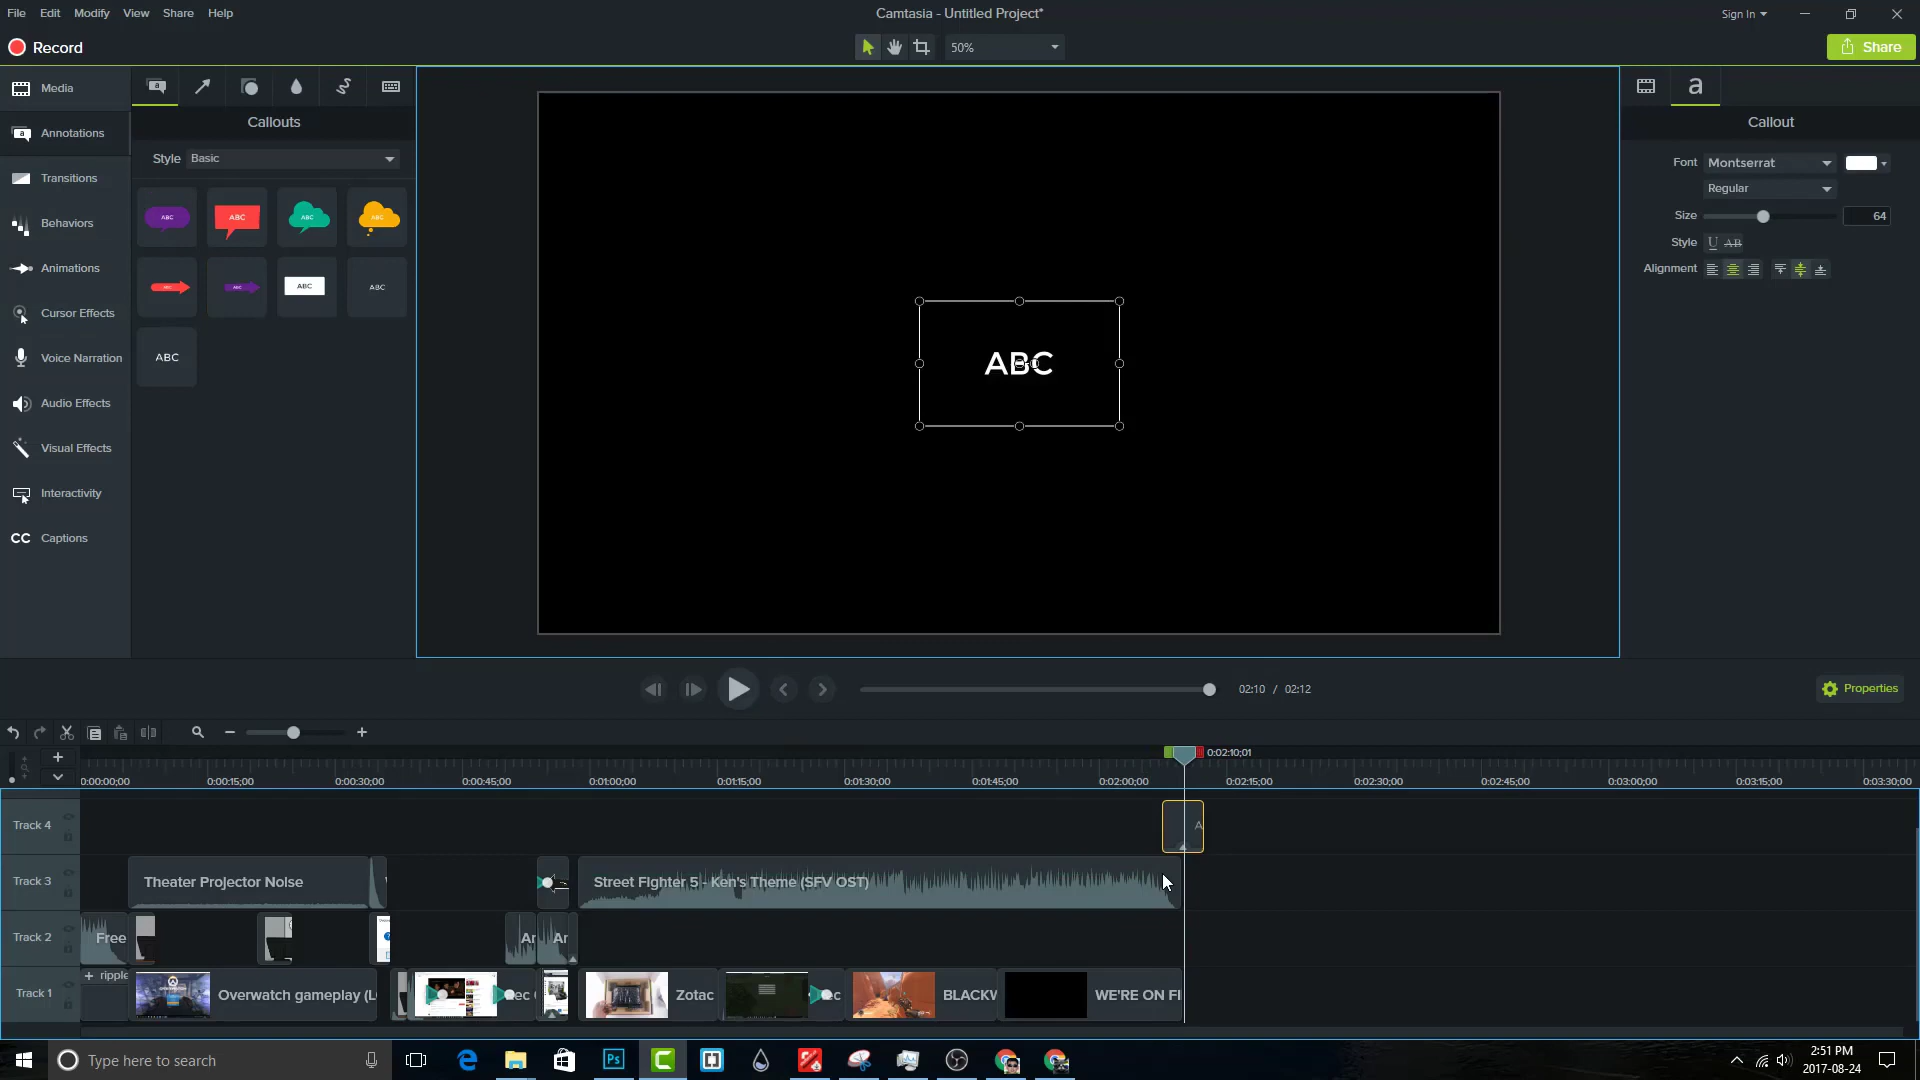 File Edit Modify View Share Help
Camtasia - Untitled Project*
Sign In
Record
50%
Share
Media
Annotations
Transitions
Behaviors
Animations
Cursor Effects
Voice Narration
Audio Effects
Visual Effects
Interactivity
CC Captions
Callouts
Style Basic
ABC ABC ABC ABC
ABC ABC ABC
ABC
ABC
a
Callout
Font Montserrat
Regular
Size 64
Style U AB
Alignment
02:10 / 02:12
Properties
0:02:10;01
0:00:00;00 0:00:15;00 0:00:30;00 0:00:45;00 0:01:00;00 0:01:15;00 0:01:30;00 0:01:45;00 0:02:00;00 0:02:15;00 0:02:30;00 0:02:45;00 0:03:00;00 0:03:15;00 0:03:30;00
Track 4 A
Track 3 Theater Projector Noise Street Fighter 5 - Ken's Theme (SFV OST)
Track 2 Free Ar Ar
Track 1 + ripple Overwatch gameplay (L Zotac BLACKW WE'RE ON FI
Type here to search
Ps
2:51 PM
2017-08-24